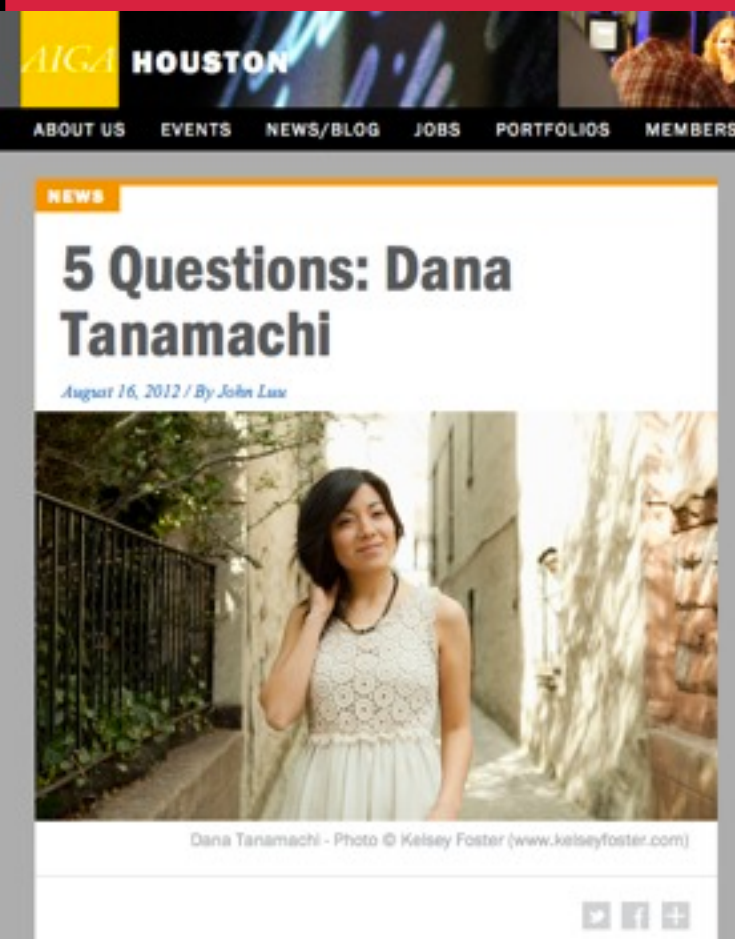 AIGA HOUSTON
ABOUT US EVENTS NEWS/BLOG JOBS PORTFOLIOS MEMBERS
NEWS
5 Questions: Dana
Tanamachi
August 16, 2012 / By John Luu
Dana Tanamachi - Photo © Kelsey Foster (www.kelseyfoster.com)